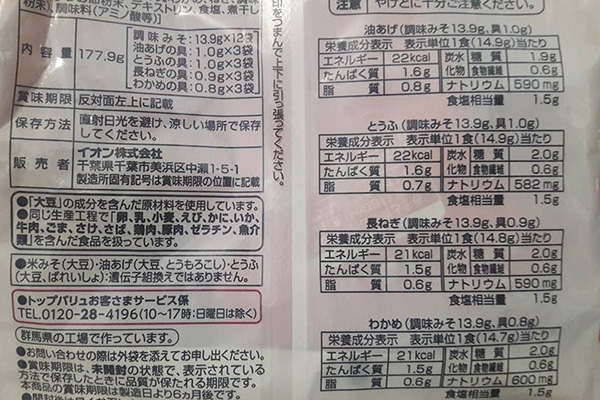 粉末、調味料(アミノ酸等)]
内容量 177.9g
調味みそ:13.9g×12袋
油あげの具:1.0g×3袋
とうふの具:1.0g×3袋
長ねぎの具:0.9g×3袋
わかめの具:0.8g×3袋
賞味期限 反対面左上に記載
保存方法 直射日光を避け、涼しい場所で保存
してください。
販売者 イオン株式会社
千葉県千葉市美浜区中瀬1-5-1
製造所固有記号は賞味期限の位置に記載
●「大豆」の成分を含んだ原材料を使用しています。
●同じ生産工程で「卵、乳、小麦、えび、かに、いか、
牛肉、ごま、さけ、さば、鶏肉、豚肉、ゼラチン、魚介
類」を含んだ食品を扱っています。
●米みそ(大豆)・油あげ(大豆、とうもろこし)・とうふ
(大豆、ばれいしょ):遺伝子組換えではありません。
●トップバリュお客さまサービス係
TEL.0120-28-4196(10~17時:日曜日は除く)
群馬県の工場で作っています。
●お問い合わせの際は外袋を添えてお申し出ください。
●賞味期限は、未開封の状態で、表示されている
方法で保存したときに品質が保たれる期限です。
本商品の賞味期限は製造日より6ヵ月後です。
印をつまんで上下に引っ張ってください。
注意 やけどに十分ご注意ください。
油あげ(調味みそ13.9g、具1.0g)
栄養成分表示 表示単位1食(14.9g)当たり
エネルギー 22kcal 炭水化物 糖質 1.9g
たんぱく質 1.6g 食物繊維 0.6g
脂質 0.8g ナトリウム 590mg
食塩相当量 1.5g
とうふ(調味みそ13.9g、具1.0g)
栄養成分表示 表示単位1食(14.9g)当たり
エネルギー 22kcal 炭水化物 糖質 2.0g
たんぱく質 1.6g 食物繊維 0.6g
脂質 0.7g ナトリウム 582mg
食塩相当量 1.5g
長ねぎ(調味みそ13.9g、具0.9g)
栄養成分表示 表示単位1食(14.8g)当たり
エネルギー 21kcal 炭水化物 糖質 2.0g
たんぱく質 1.5g 食物繊維 0.6g
脂質 0.6g ナトリウム 590mg
食塩相当量 1.5g
わかめ(調味みそ13.9g、具0.8g)
栄養成分表示 表示単位1食(14.7g)当たり
エネルギー 21kcal 炭水化物 糖質 2.0g
たんぱく質 1.5g 食物繊維 0.6g
脂質 0.6g ナトリウム 600mg
食塩相当量 1.5g